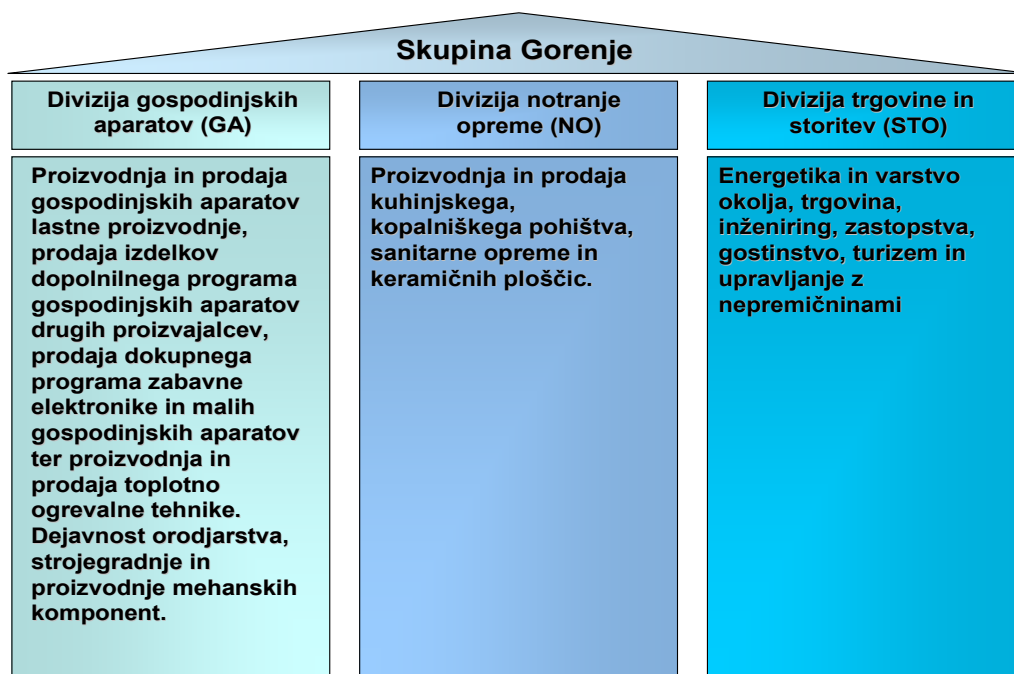 Skupina Gorenje
Divizija gospodinjskih
aparatov (GA)
Proizvodnja in prodaja
gospodinjskih aparatov
lastne proizvodnje,
prodaja izdelkov
dopolnilnega programa
gospodinjskih aparatov
drugih proizvajalcev,
prodaja dokupnega
programa zabavne
elektronike in malih
gospodinjskih aparatov
ter proizvodnja in
prodaja toplotno
ogrevalne tehnike.
Dejavnost orodjarstva,
strojegradnje in
proizvodnje mehanskih
komponent.
Divizija notranje
opreme (NO)
Proizvodnja in prodaja
kuhinjskega,
kopalniškega pohištva,
sanitarne opreme in
keramičnih ploščic.
Divizija trgovine in
storitev (STO)
Energetika in varstvo
okolja, trgovina,
inženiring, zastopstva,
gostinstvo, turizem in
upravljanje z
nepremičninami